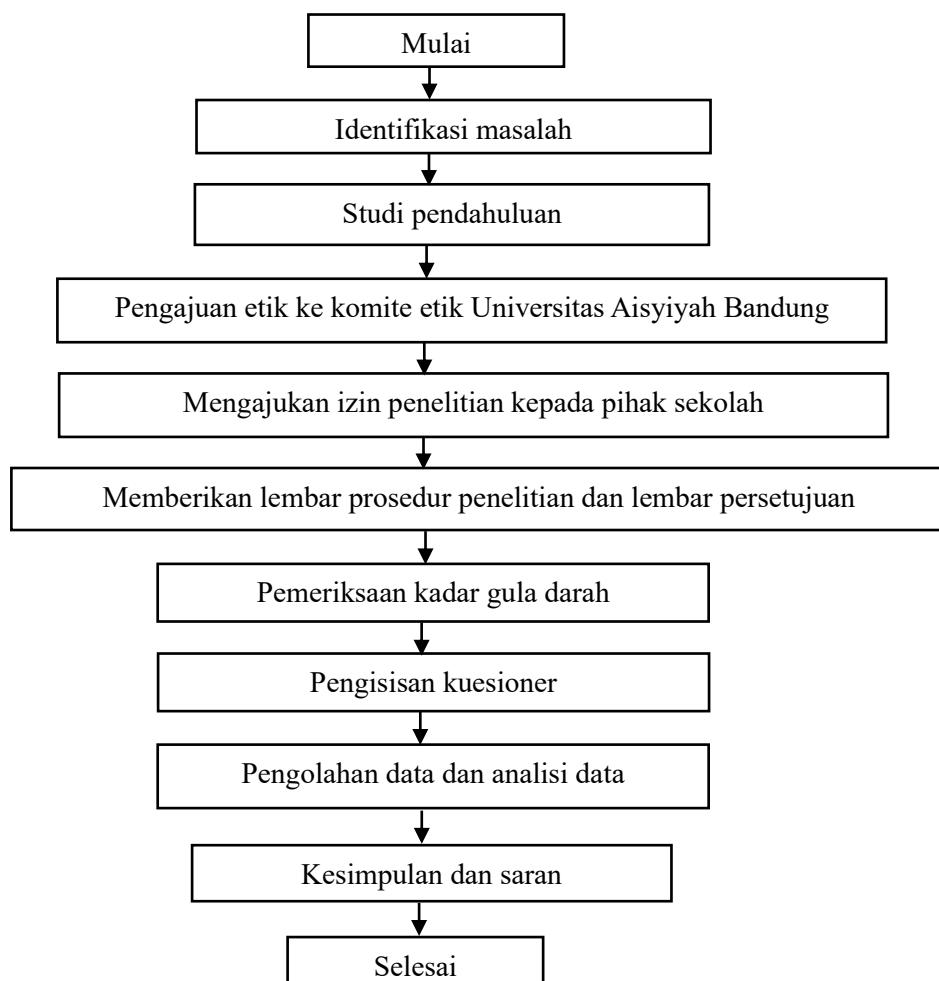 Mulai
Identifikasi masalah
Studi pendahuluan
Pengajuan etik ke komite etik Universitas Aisyiyah Bandung
Mengajukan izin penelitian kepada pihak sekolah
Memberikan lembar prosedur penelitian dan lembar persetujuan
Pemeriksaan kadar gula darah
Pengisisan kuesioner
Pengolahan data dan analisi data
Kesimpulan dan saran
Selesai